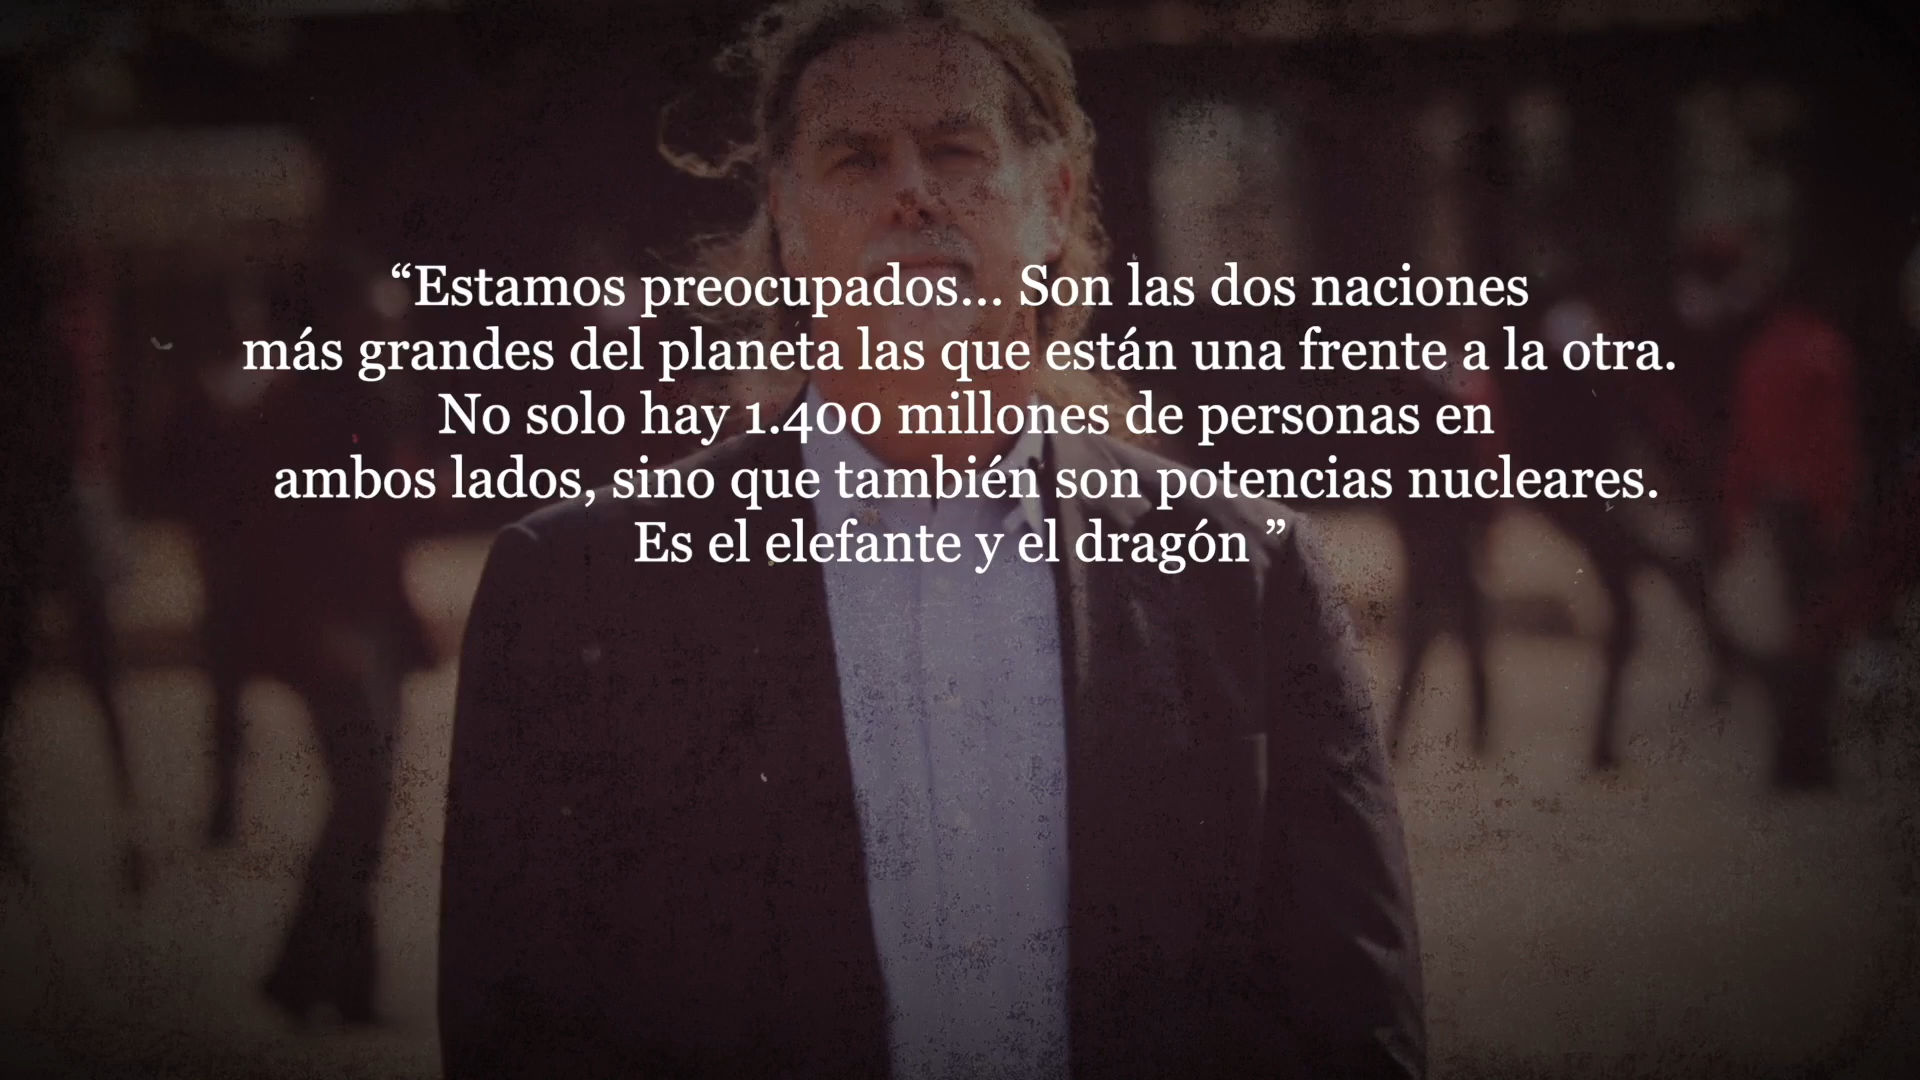 “Estamos preocupados... Son las dos naciones
más grandes del planeta las que están una frente a la otra.
No solo hay 1.400 millones de personas en
ambos lados, sino que también son potencias nucleares.
Es el elefante y el dragón ”